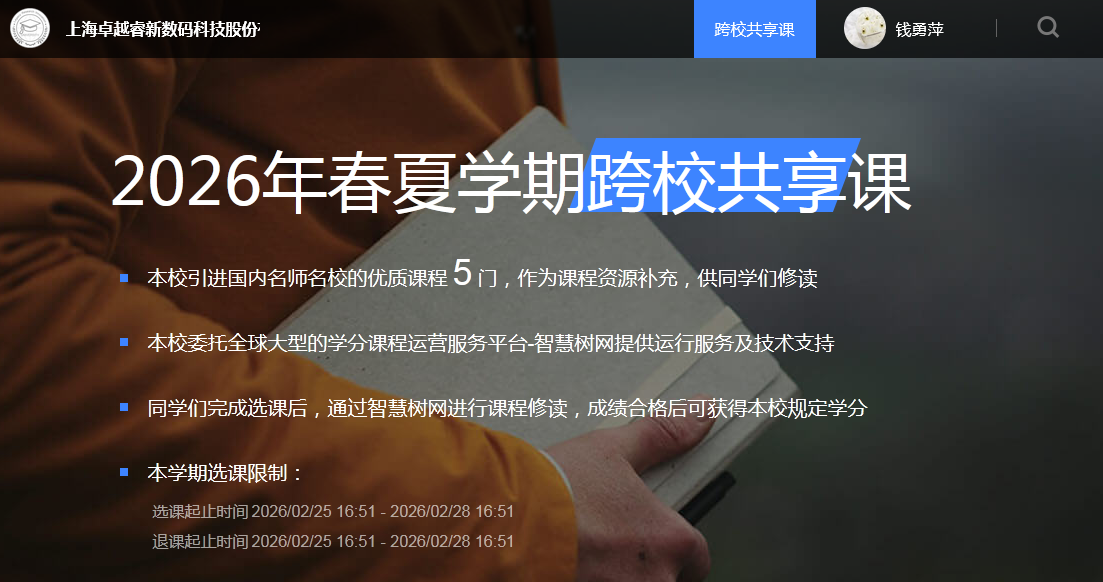 上海卓越睿新数码科技股份
跨校共享课
钱勇萍
2026年春夏学期跨校共享课
本校引进国内名师名校的优质课程 5 门，作为课程资源补充，供同学们修读
本校委托全球大型的学分课程运营服务平台-智慧树网提供运行服务及技术支持
同学们完成选课后，通过智慧树网进行课程修读，成绩合格后可获得本校规定学分
本学期选课限制：
选课起止时间 2026/02/25 16:51 - 2026/02/28 16:51
退课起止时间 2026/02/25 16:51 - 2026/02/28 16:51